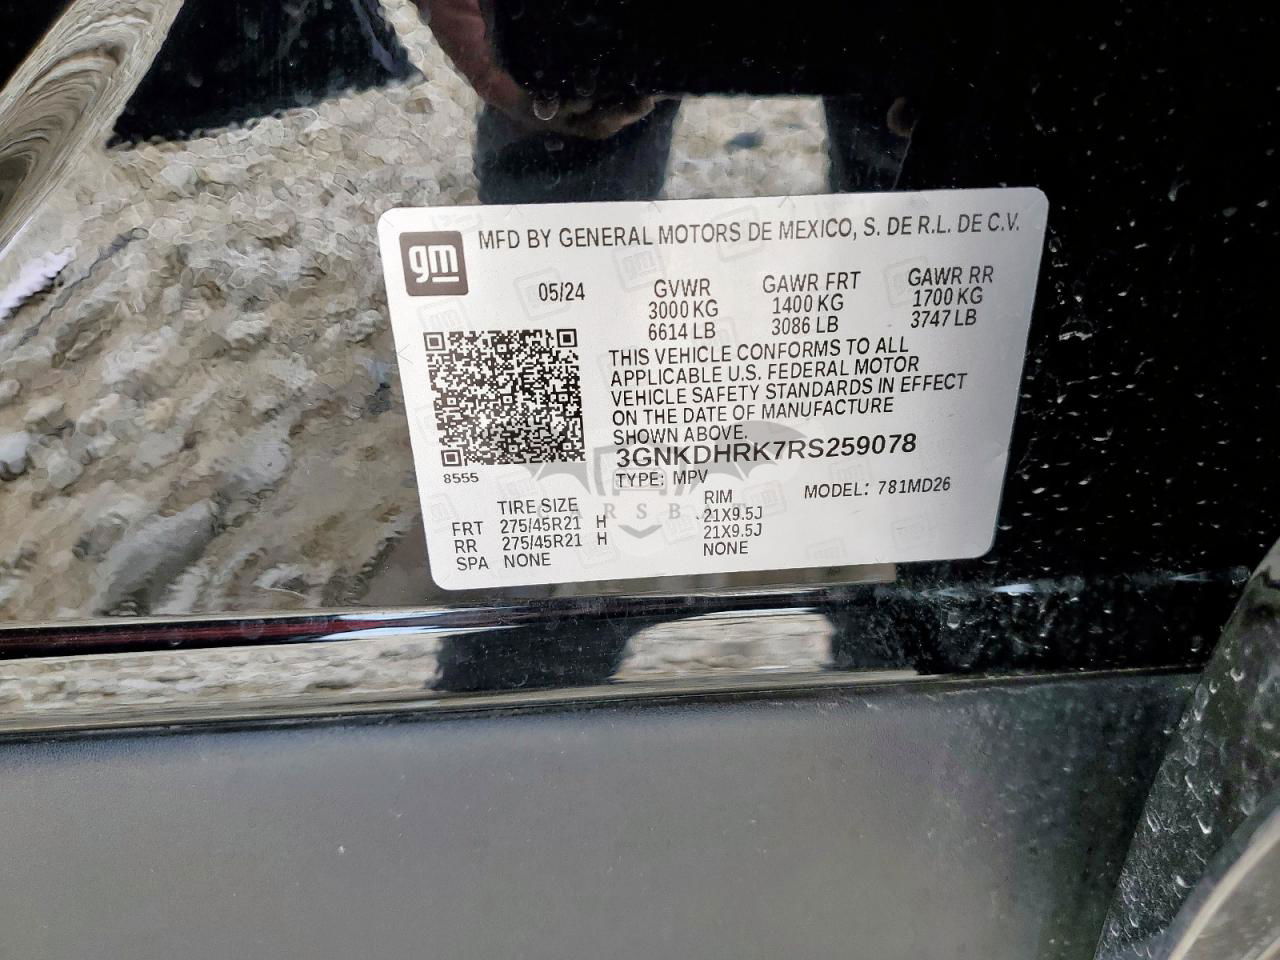 gm MFD BY GENERAL MOTORS DE MEXICO, S. DE R.L. DE C.V.
05/24 GVWR GAWR FRT GAWR RR
3000 KG 1400 KG 1700 KG
6614 LB 3086 LB 3747 LB
THIS VEHICLE CONFORMS TO ALL
APPLICABLE U.S. FEDERAL MOTOR
VEHICLE SAFETY STANDARDS IN EFFECT
ON THE DATE OF MANUFACTURE
SHOWN ABOVE.
3GNKDHRK7RS259078
8555 TYPE: MPV MODEL: 781MD26
TIRE SIZE RIM
FRT 275/45R21 H 21X9.5J
RR 275/45R21 H 21X9.5J
SPA NONE NONE